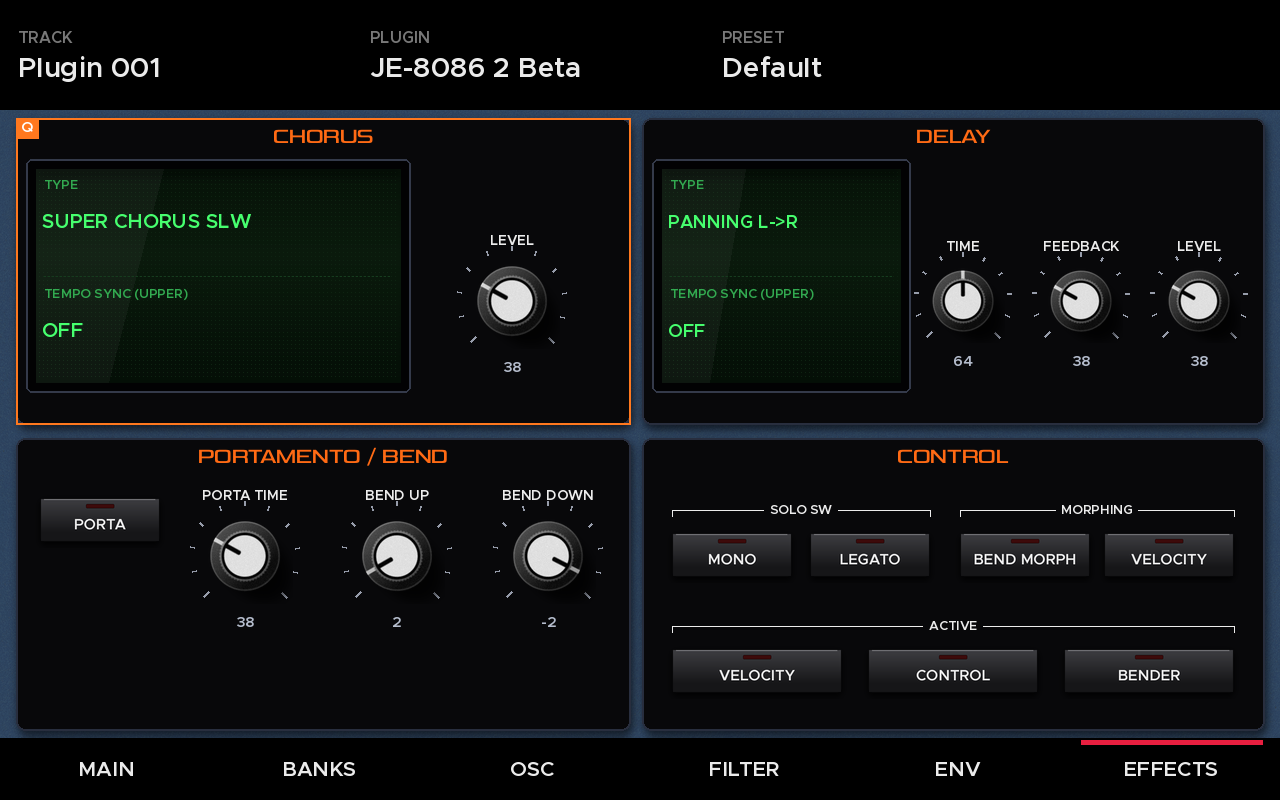 TRACK
Plugin 001
PLUGIN
JE-8086 2 Beta
PRESET
Default
Q
CHORUS
TYPE
SUPER CHORUS SLW
TEMPO SYNC (UPPER)
OFF
LEVEL
38
DELAY
TYPE
PANNING L->R
TEMPO SYNC (UPPER)
OFF
TIME
64
FEEDBACK
38
LEVEL
38
PORTAMENTO / BEND
PORTA
PORTA TIME
38
BEND UP
2
BEND DOWN
-2
CONTROL
SOLO SW
MONO
LEGATO
MORPHING
BEND MORPH
VELOCITY
ACTIVE
VELOCITY
CONTROL
BENDER
MAIN
BANKS
OSC
FILTER
ENV
EFFECTS